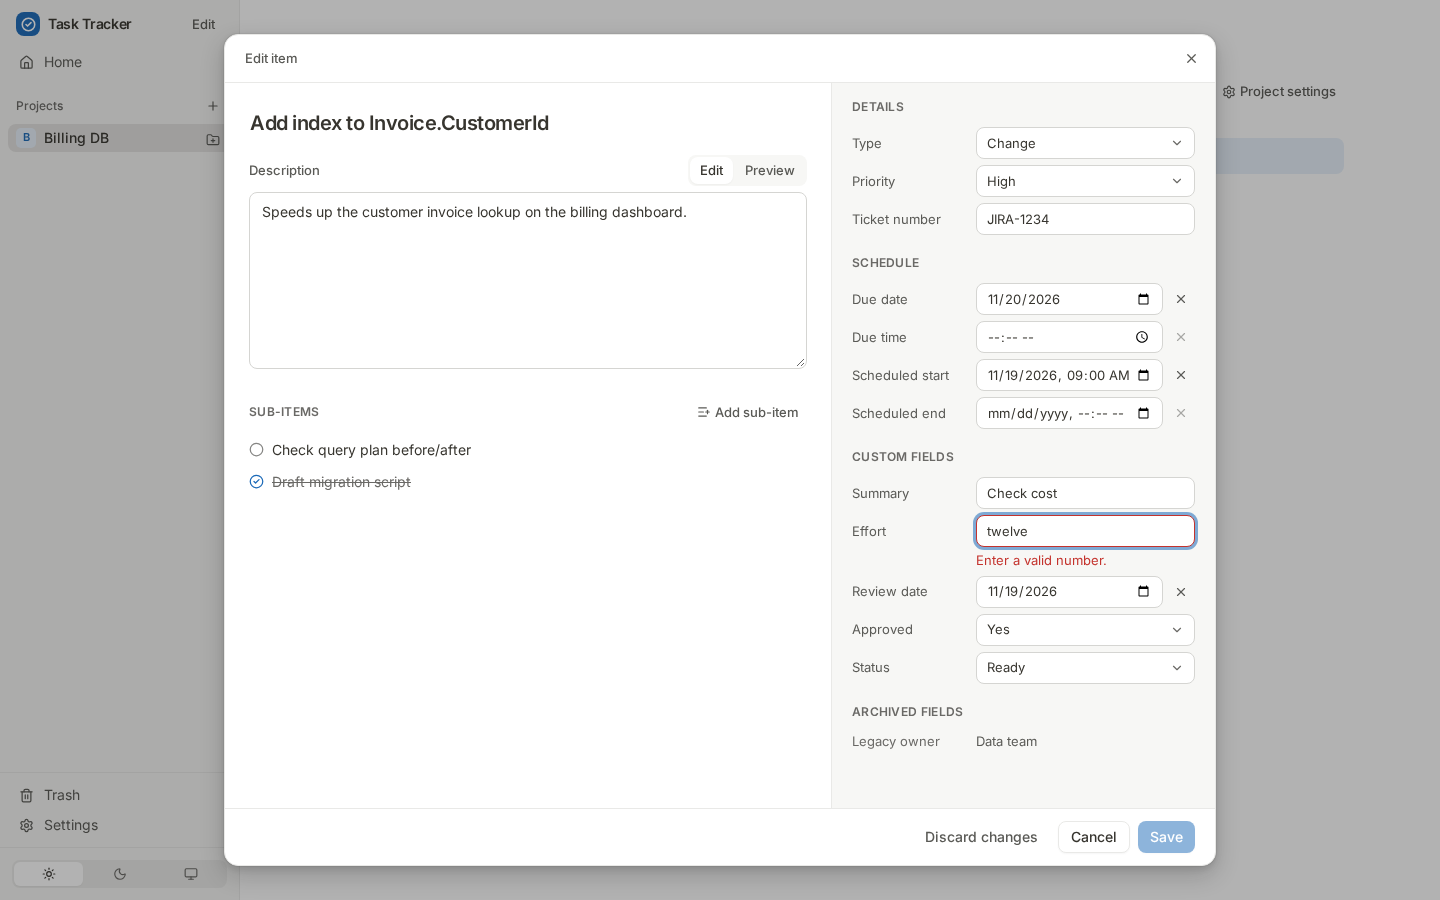 Task Tracker
Edit
Home
Projects
B
Billing DB
Trash
Settings
Project settings
Edit item
Add index to Invoice.CustomerId
Description
Edit
Preview
Speeds up the customer invoice lookup on the billing dashboard.
SUB-ITEMS
Add sub-item
Check query plan before/after
Draft migration script
DETAILS
Type
Change
Priority
High
Ticket number
JIRA-1234
SCHEDULE
Due date
11/20/2026
Due time
--:-- --
Scheduled start
11/19/2026, 09:00 AM
Scheduled end
mm/dd/yyyy, --:-- --
CUSTOM FIELDS
Summary
Check cost
Effort
twelve
Enter a valid number.
Review date
11/19/2026
Approved
Yes
Status
Ready
ARCHIVED FIELDS
Legacy owner
Data team
Discard changes
Cancel
Save